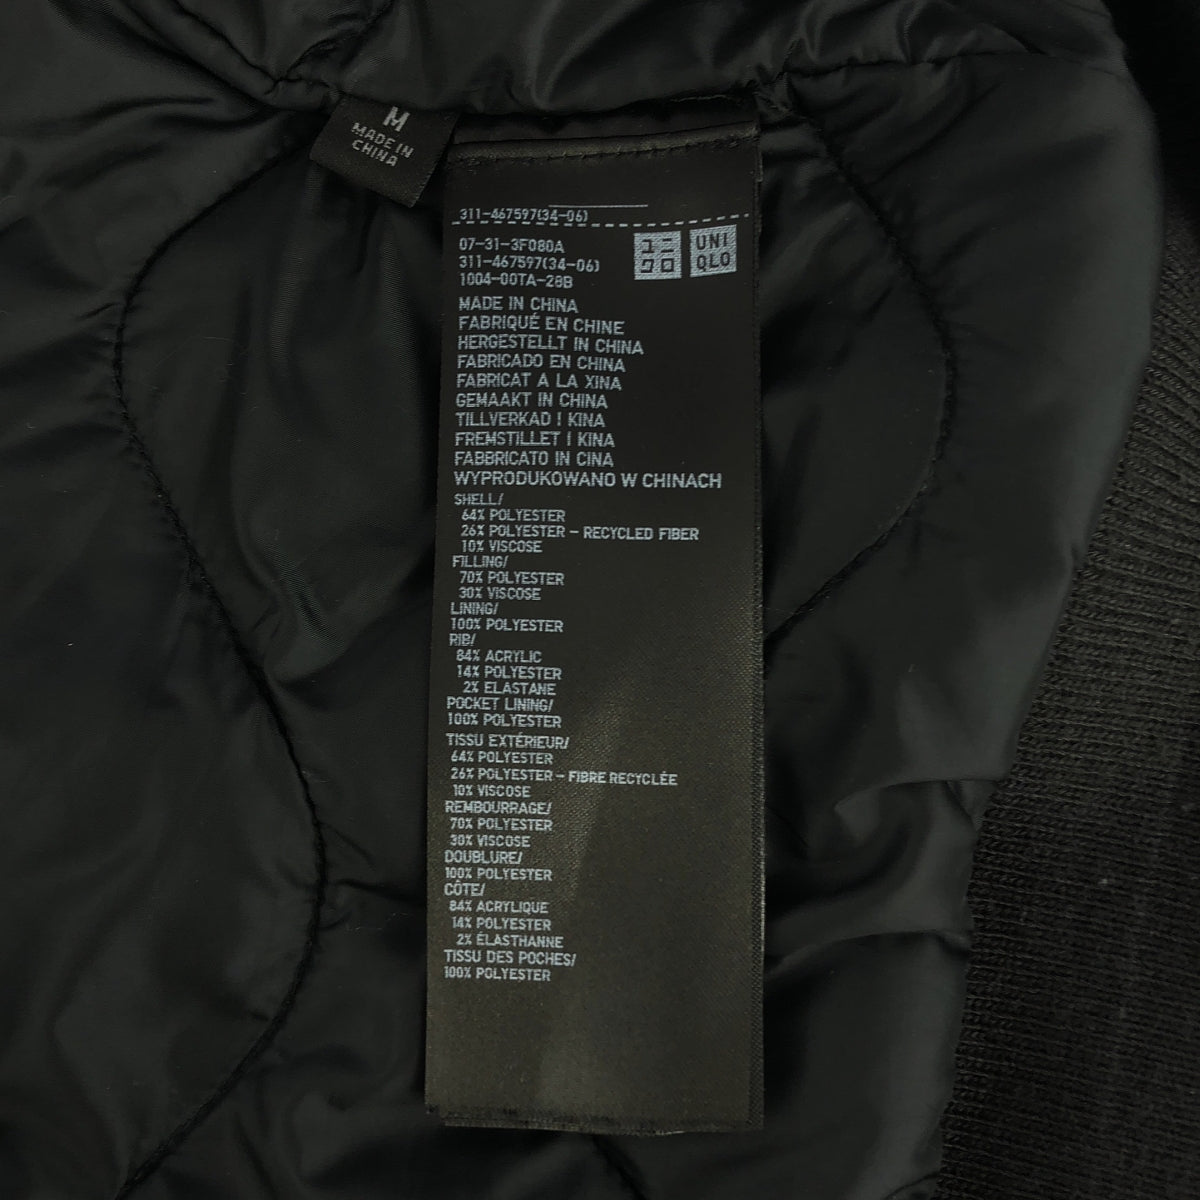 M
MADE IN
CHINA
311-467597(34-06)
07-31-3F080A
311-467597(34-06)
1004-00TA-28B
ユニ
クロ
UNI
QLO
MADE IN CHINA
FABRIQUÉ EN CHINE
HERGESTELLT IN CHINA
FABRICADO EN CHINA
FABRICAT A LA XINA
GEMAAKT IN CHINA
TILLVERKAD I KINA
FREMSTILLET I KINA
FABBRICATO IN CINA
WYPRODUKOWANO W CHINACH
SHELL/
64% POLYESTER
26% POLYESTER - RECYCLED FIBER
10% VISCOSE
FILLING/
70% POLYESTER
30% VISCOSE
LINING/
100% POLYESTER
RIB/
84% ACRYLIC
14% POLYESTER
2% ELASTANE
POCKET LINING/
100% POLYESTER
TISSU EXTÉRIEUR/
64% POLYESTER
26% POLYESTER - FIBRE RECYCLÉE
10% VISCOSE
REMBOURRAGE/
70% POLYESTER
30% VISCOSE
DOUBLURE/
100% POLYESTER
CÔTE/
84% ACRYLIQUE
14% POLYESTER
2% ÉLASTHANNE
TISSU DES POCHES/
100% POLYESTER